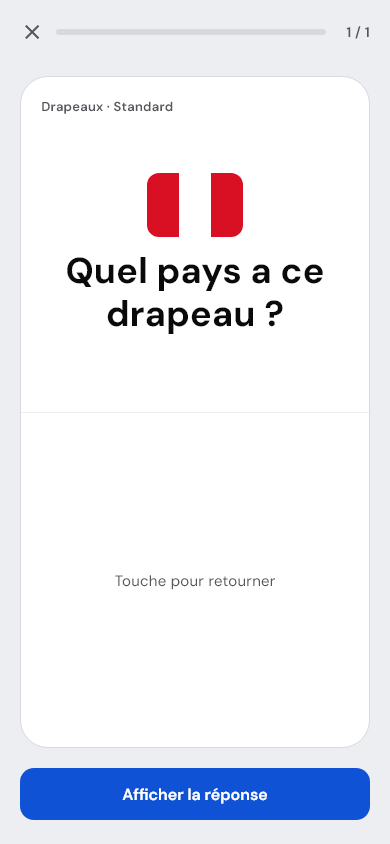 1 / 1
Drapeaux · Standard
Quel pays a ce
drapeau ?
Touche pour retourner
Afficher la réponse